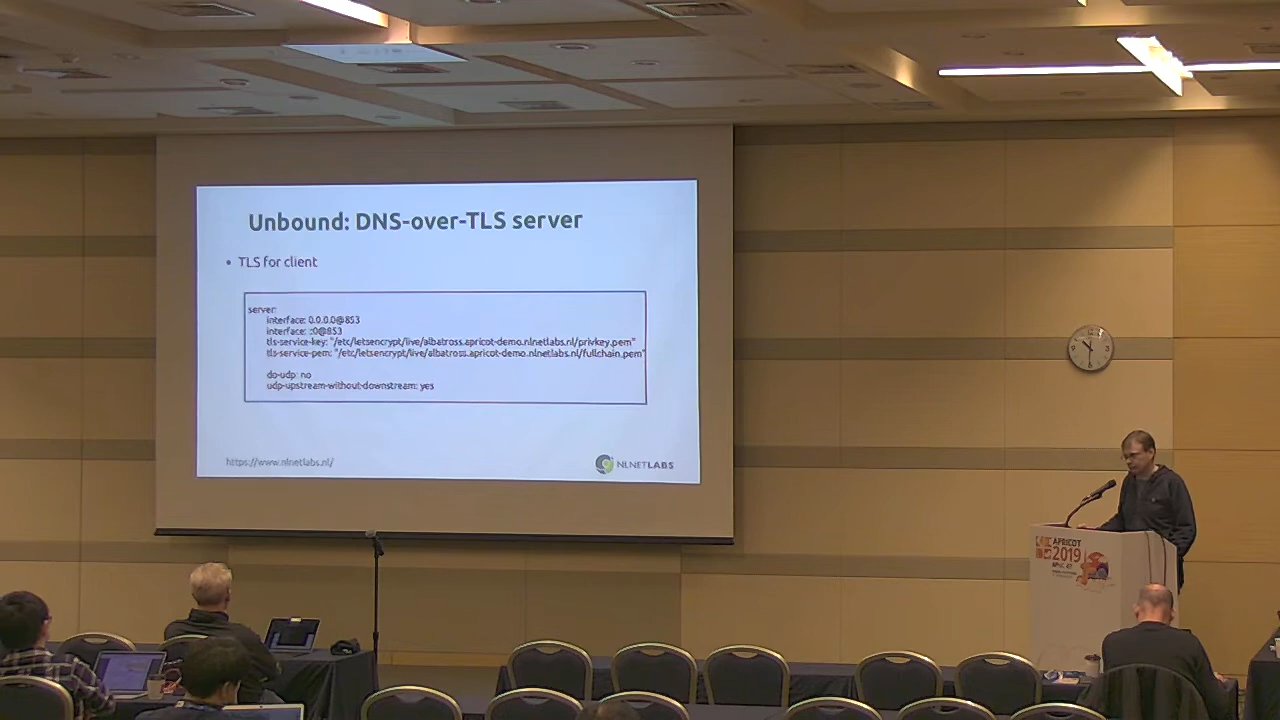 Unbound: DNS-over-TLS server
• TLS for client
server:
interface: 0.0.0.0@853
interface: ::0@853
tls-service-key: "/etc/letsencrypt/live/albatross.apricot-demo.nlnetlabs.nl/privkey.pem"
tls-service-pem: "/etc/letsencrypt/live/albatross.apricot-demo.nlnetlabs.nl/fullchain.pem"
do-udp: no
udp-upstream-without-downstream: yes
https://www.nlnetlabs.nl/
NLNETLABS
APRICOT
2019